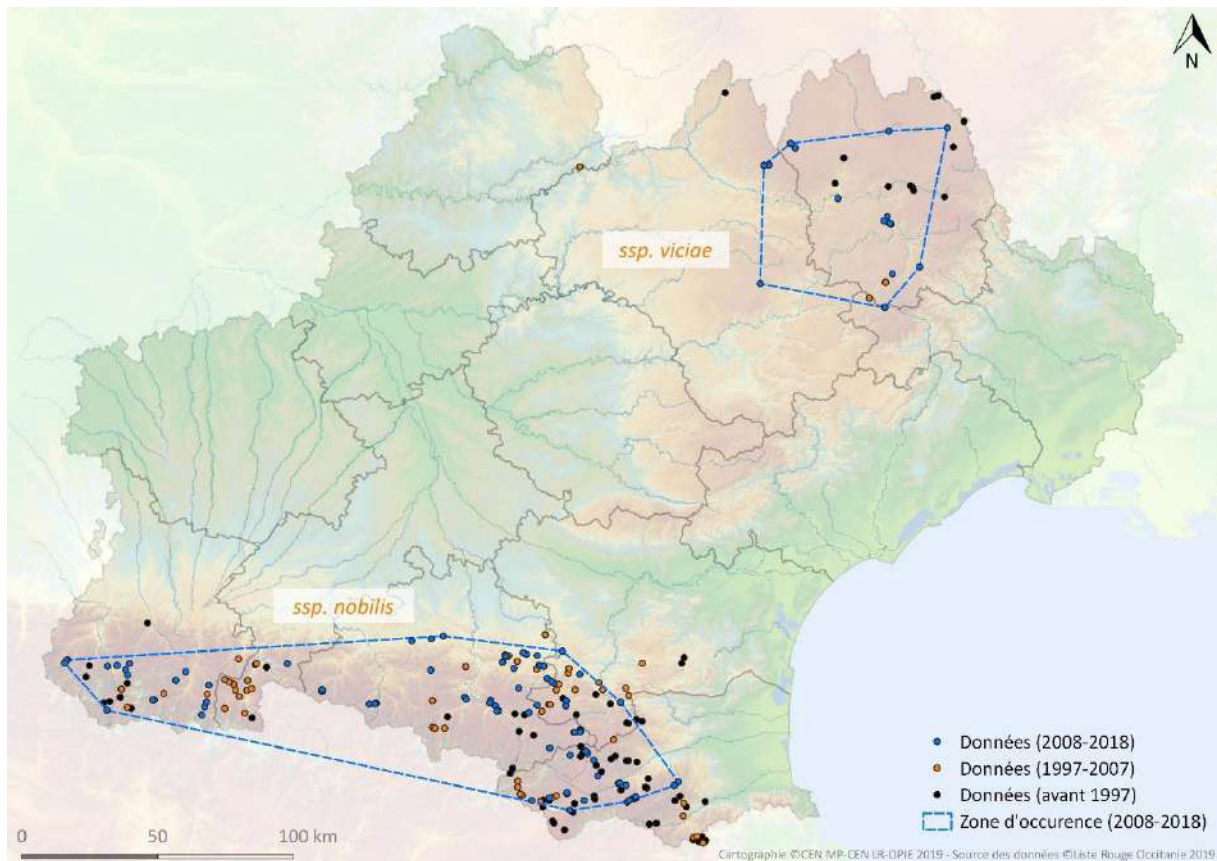 N
ssp. viciae
ssp. nobilis
Données (2008-2018)
Données (1997-2007)
Données (avant 1997)
Zone d'occurence (2008-2018)
0 50 100 km
Cartographie ©CEN MP-CEN LR-OPIE 2019 - Source des données ©Liste Rouge Occitanie 2019